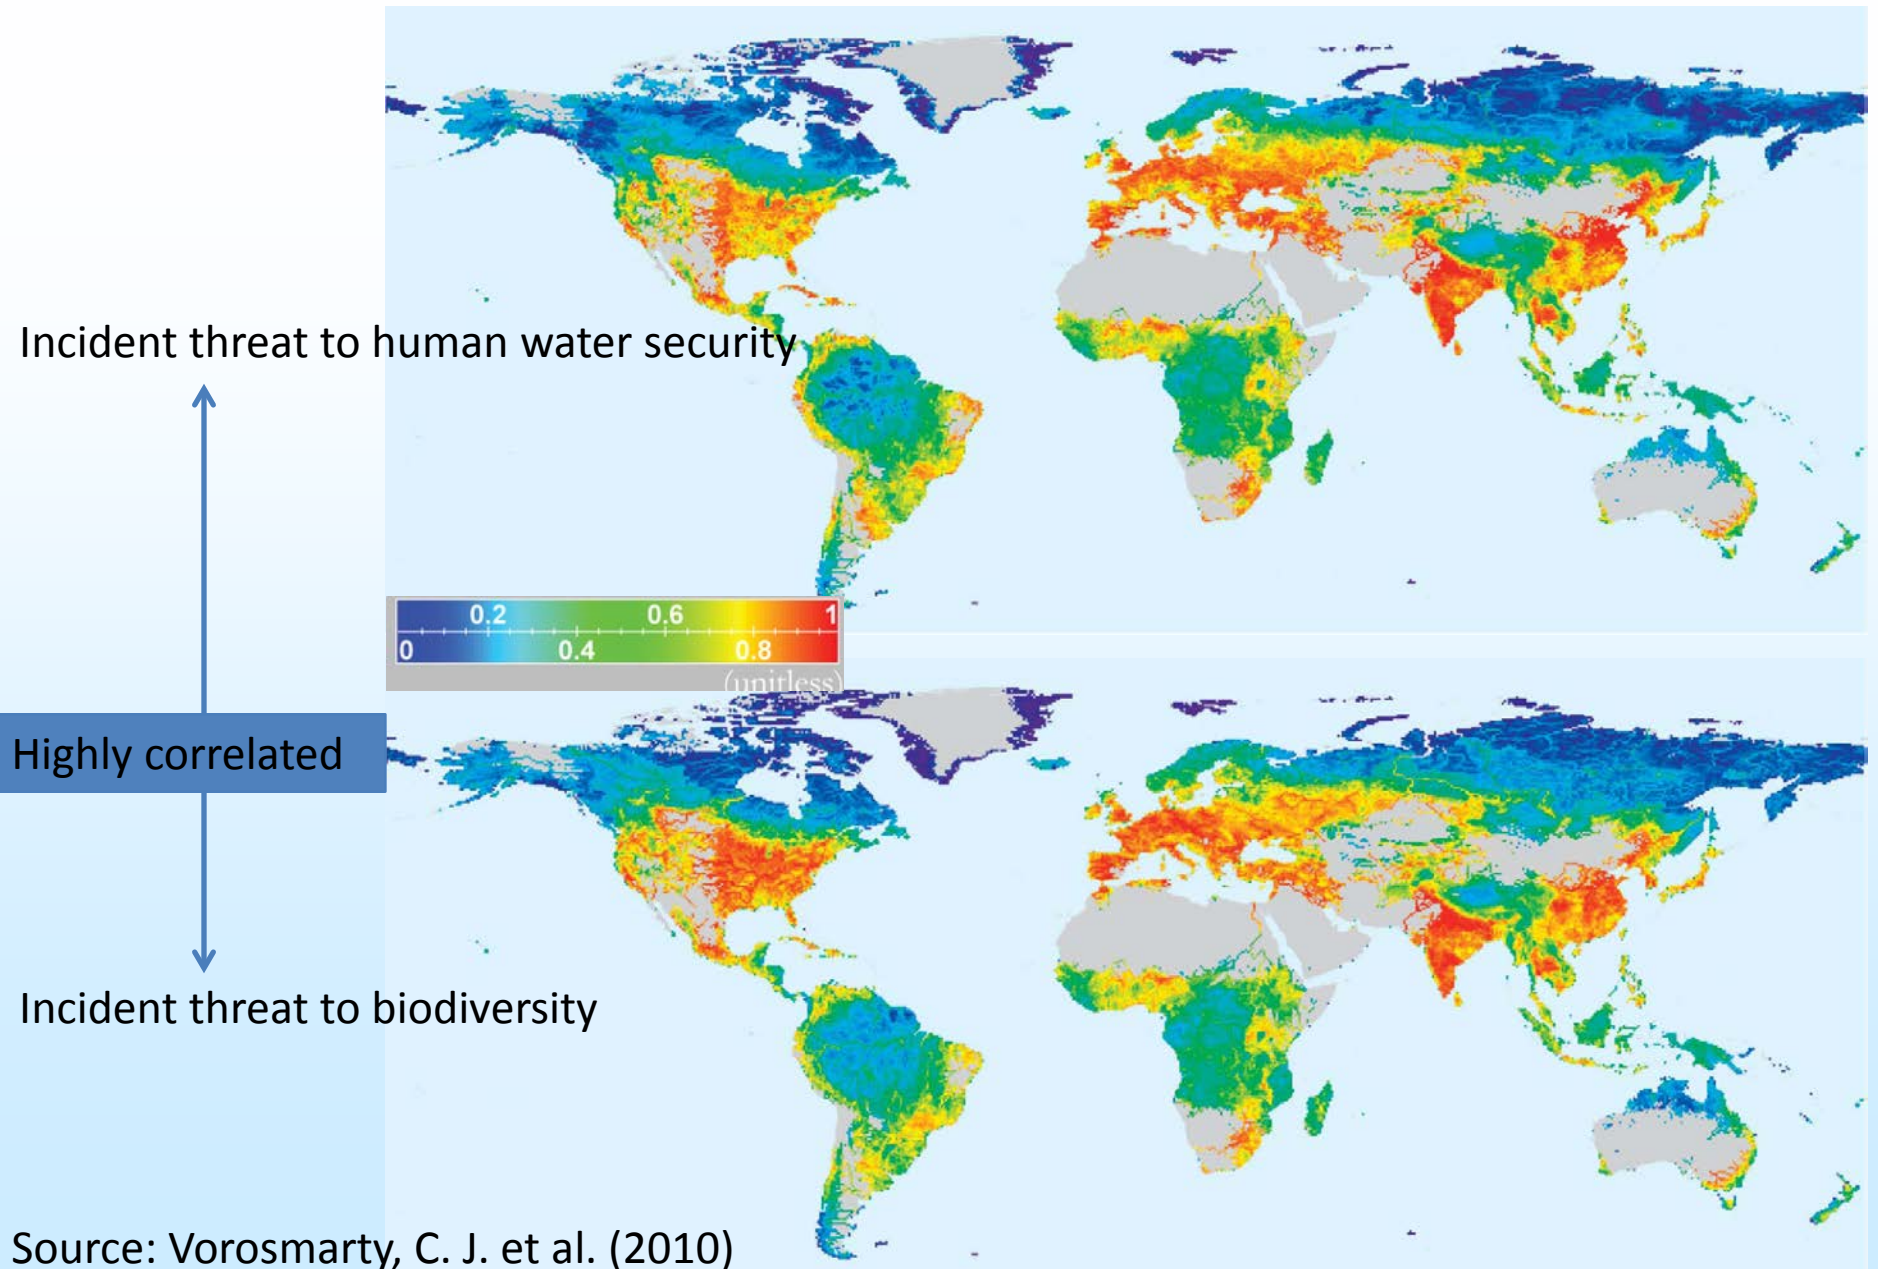 Incident threat to human water security
0.2 0.6 1
0 0.4 0.8
(unitless)
Highly correlated
Incident threat to biodiversity
Source: Vorosmarty, C. J. et al. (2010)